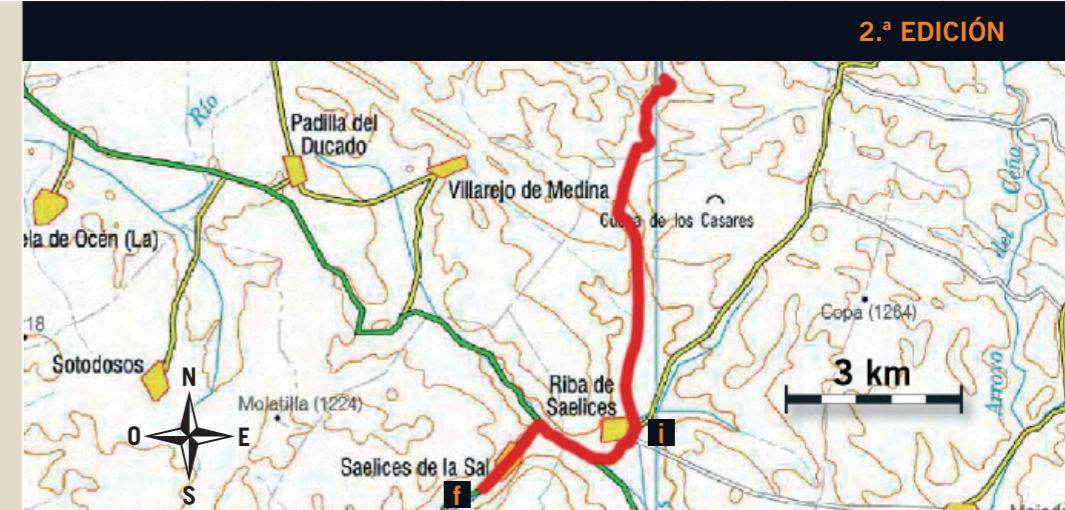 2.ª EDICIÓN
Río
Padilla del
Ducado
Villarejo de Medina
de los Casares
del Ceño
ela de Océn (La)
18
Copa (1264)
Sotodosos
N
3 km
Riba de
Saelices
Molatilla (1224)
Arroyo
O
E
i
Saelices de la Sal
S
f